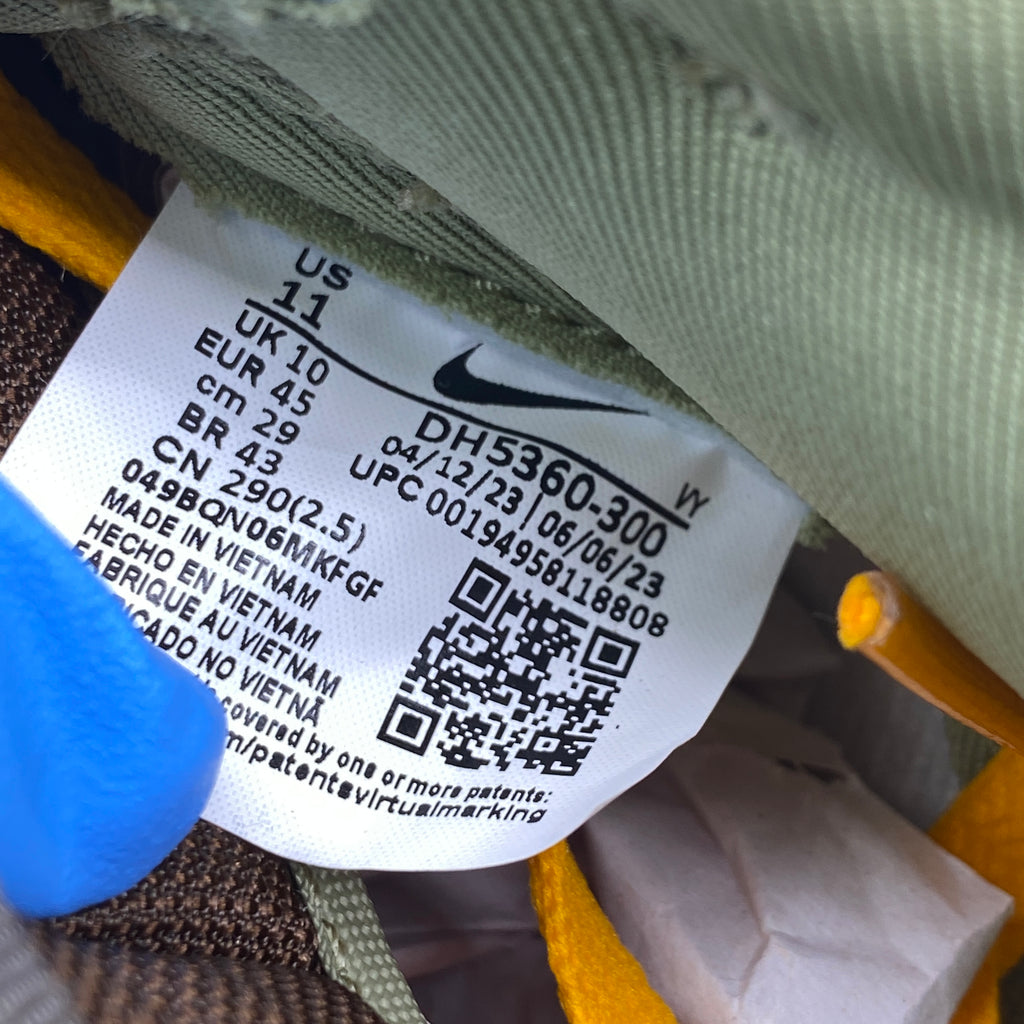 US
11
UK 10
EUR 45
cm 29
BR 43
CN 290(2.5)
049BQN06MKFGF
MADE IN VIETNAM
HECHO EN VIETNAM
FABRIQUE AU VIETNAM
NO VIETNÃ
covered by one or more patents:
VY
DH5360-300
04/12/23 | 06/06/23
UPC 00194958118808